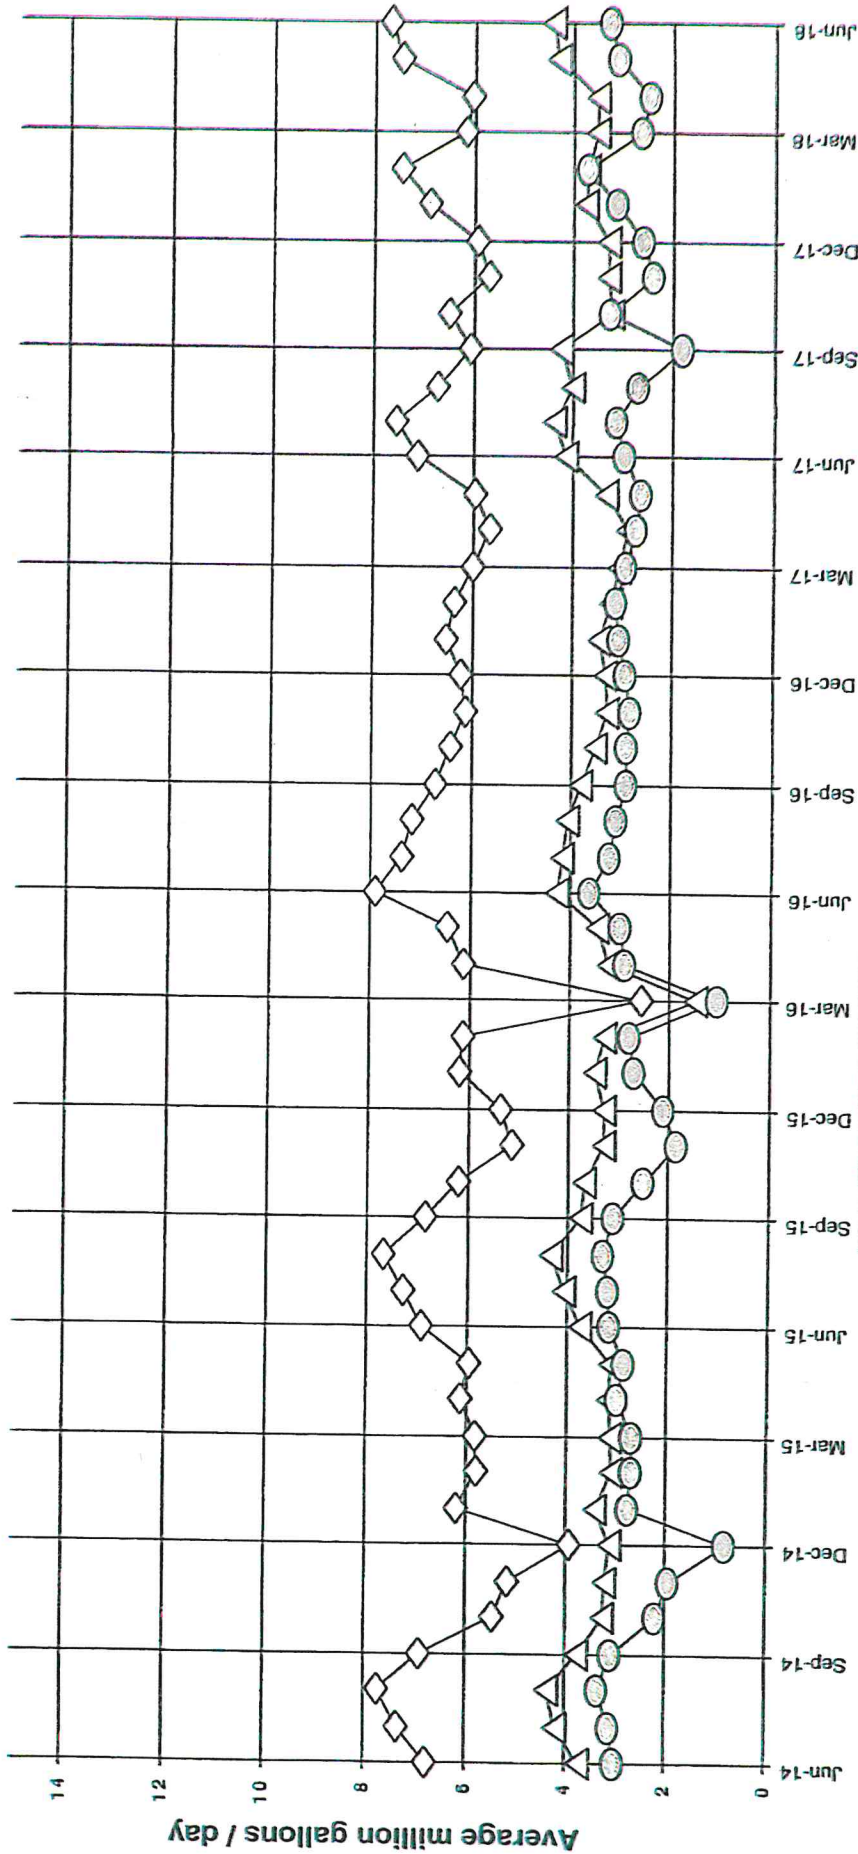 Average million gallons / day
14
12
10
8
6
4
2
0
Jun-14
Sep-14
Dec-14
Mar-15
Jun-15
Sep-15
Dec-15
Mar-16
Jun-16
Sep-16
Dec-16
Mar-17
Jun-17
Sep-17
Dec-17
Mar-18
Jun-18